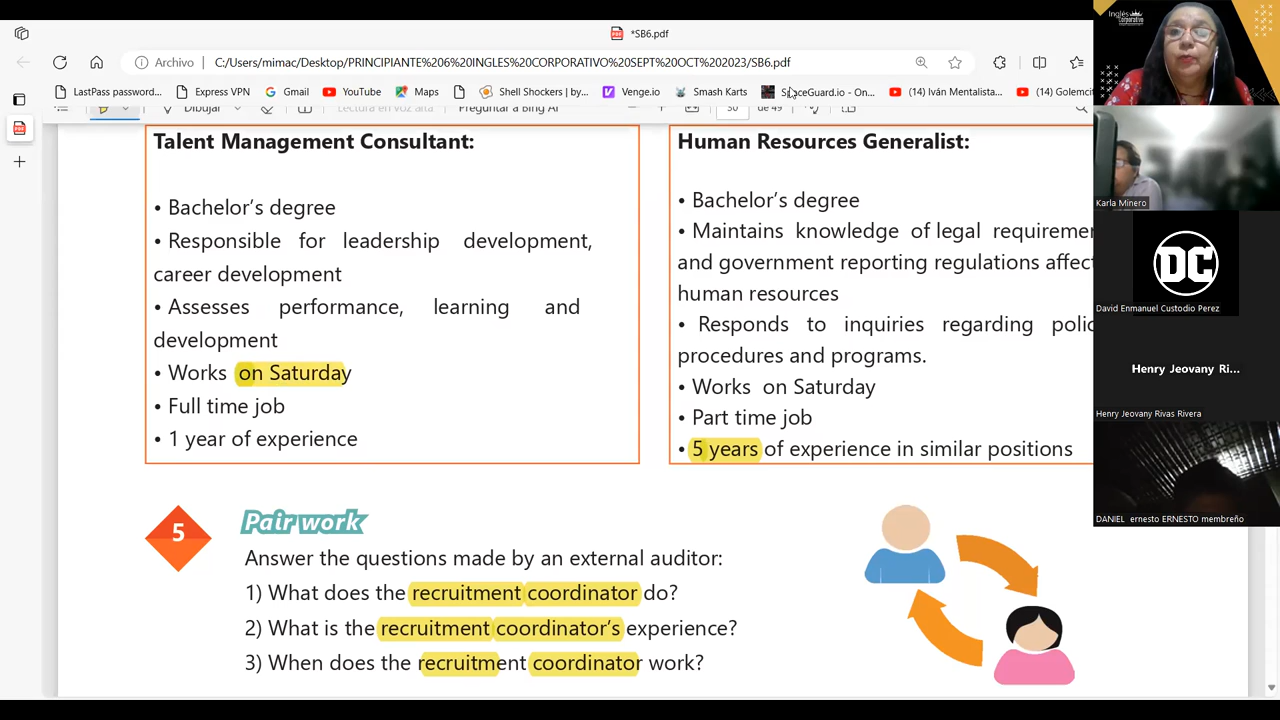 *SB6.pdf
Archivo
C:/Users/mimac/Desktop/PRINCIPIANTE%206%20INGLES%20CORPORATIVO%20SEPT%20OCT%202023/SB6.pdf
LastPass password...
Express VPN
Gmail
YouTube
Maps
Shell Shockers | by...
Venge.io
Smash Karts
SpaceGuard.io - On...
(14) Iván Mentalista...
(14) Golemcit
Dibujar
Lectura en voz alta
Preguntar a Bing AI
30
de 49
Talent Management Consultant:
• Bachelor's degree
• Responsible for leadership development,
career development
• Assesses performance, learning and
development
• Works on Saturday
• Full time job
• 1 year of experience
Human Resources Generalist:
• Bachelor's degree
• Maintains knowledge of legal requiremen
and government reporting regulations affect
human resources
• Responds to inquiries regarding polic
procedures and programs.
• Works on Saturday
• Part time job
• 5 years of experience in similar positions
5
Pair work
Answer the questions made by an external auditor:
1) What does the recruitment coordinator do?
2) What is the recruitment coordinator's experience?
3) When does the recruitment coordinator work?
Inglés
Corporativo
Karla Minero
DC
David Enmanuel Custodio Perez
Henry Jeovany Ri...
Henry Jeovany Rivas Rivera
DANIEL ernesto ERNESTO membreño